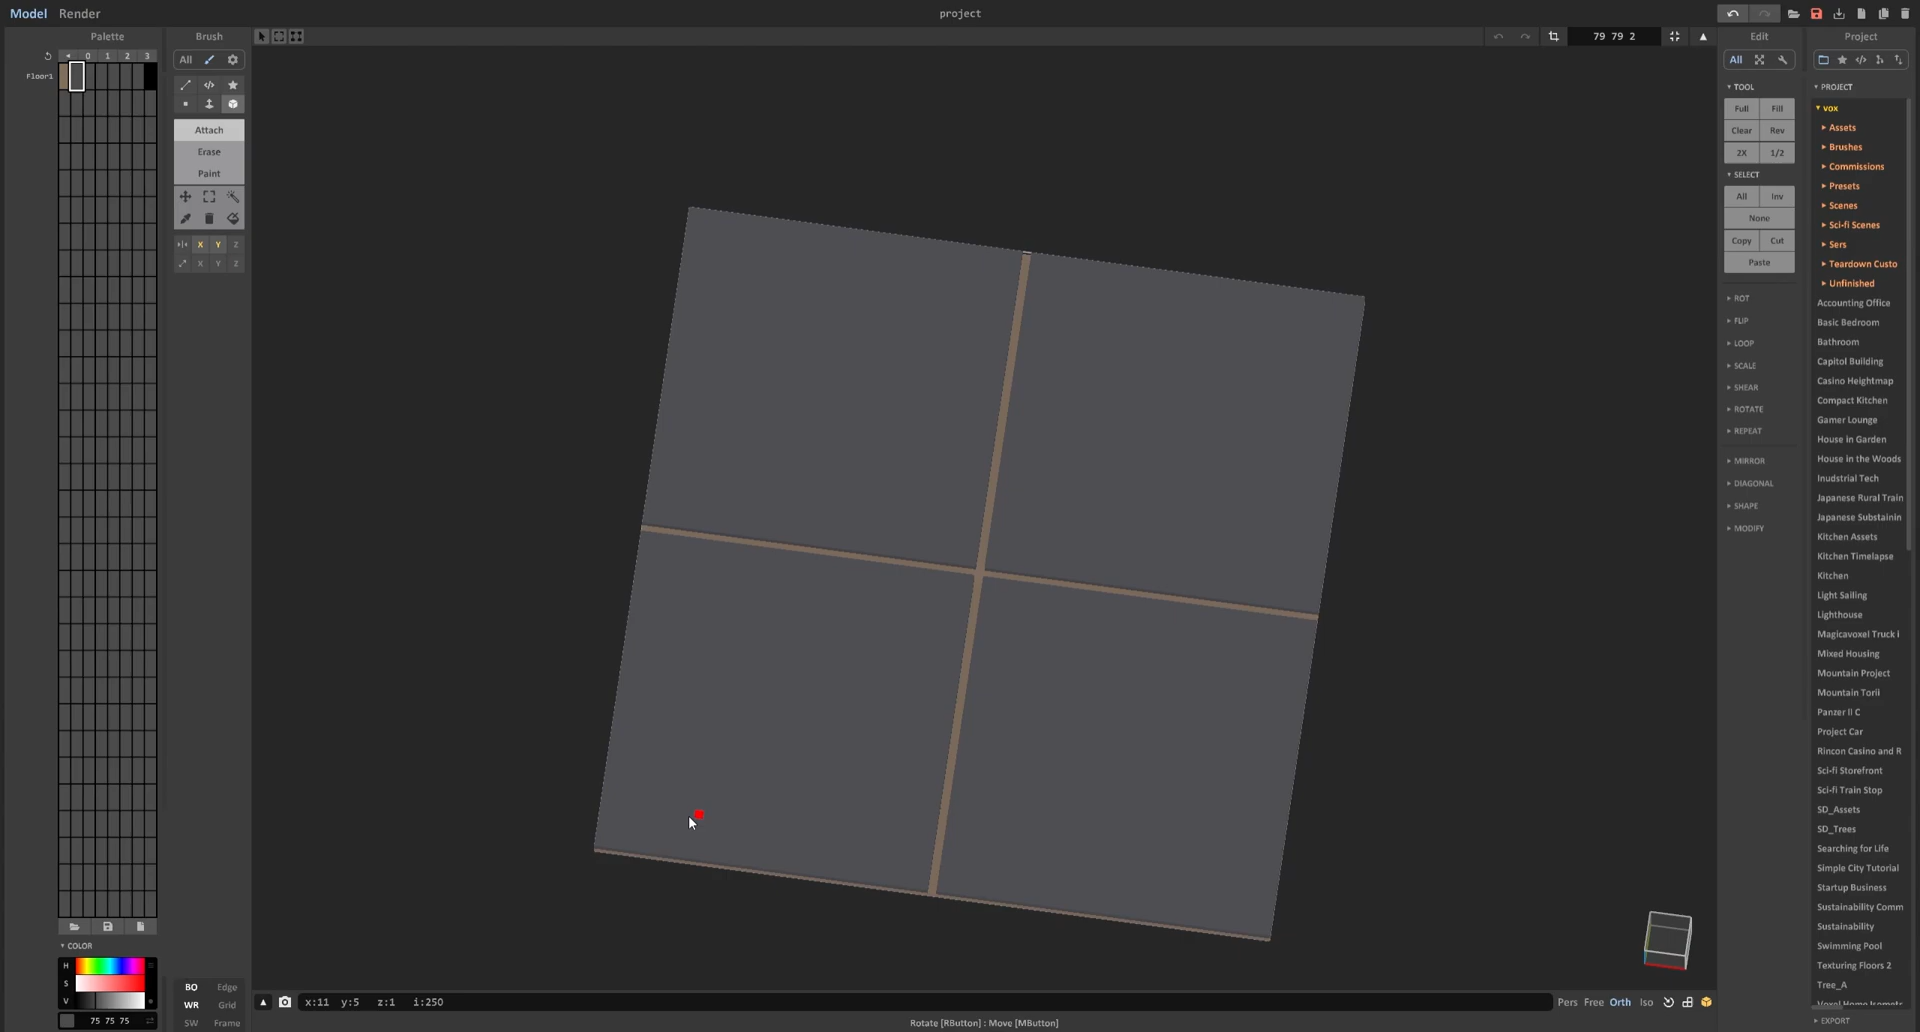 Model Render
project
Palette
Brush
79 79 2
Edit
Project
0 1 2 3
Floor1
All
Attach
Erase
Paint
X Y Z
X Y Z
COLOR
H
S
V
75 75 75
BO Edge
WR Grid
SW Frame
x:11 y:5 z:1 i:250
Pers Free Orth Iso
Rotate [RButton] : Move [MButton]
All
TOOL
Full Fill
Clear Rev
2X 1/2
SELECT
All Inv
None
Copy Cut
Paste
ROT
FLIP
LOOP
SCALE
SHEAR
ROTATE
REPEAT
MIRROR
DIAGONAL
SHAPE
MODIFY
PROJECT
vox
Assets
Brushes
Commissions
Presets
Scenes
Sci-fi Scenes
Sers
Teardown Custo
Unfinished
Accounting Office
Basic Bedroom
Bathroom
Capitol Building
Casino Heightmap
Compact Kitchen
Gamer Lounge
House in Garden
House in the Woods
Inudstrial Tech
Japanese Rural Train
Japanese Substainin
Kitchen Assets
Kitchen Timelapse
Kitchen
Light Sailing
Lighthouse
Magicavoxel Truck i
Mixed Housing
Mountain Project
Mountain Torii
Panzer II C
Project Car
Rincon Casino and R
Sci-fi Storefront
Sci-fi Train Stop
SD_Assets
SD_Trees
Searching for Life
Simple City Tutorial
Startup Business
Sustainability Comm
Sustainability
Swimming Pool
Texturing Floors 2
Tree_A
Voxel Home Isomets
EXPORT